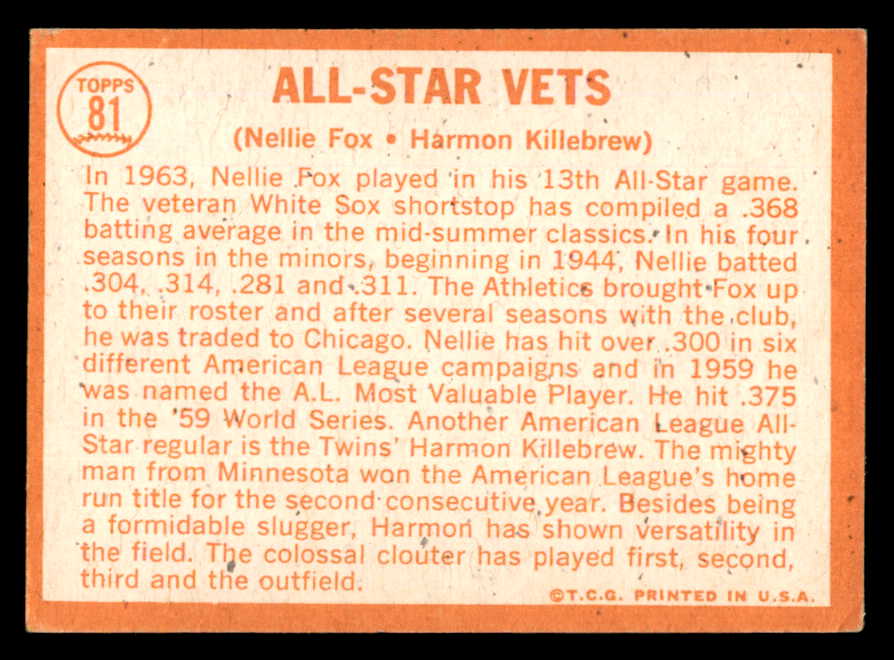 TOPPS
81
ALL-STAR VETS
(Nellie Fox • Harmon Killebrew)
In 1963, Nellie Fox played in his 13th All-Star game.
The veteran White Sox shortstop has compiled a .368
batting average in the mid-summer classics. In his four
seasons in the minors, beginning in 1944, Nellie batted
.304, .314, .281 and .311. The Athletics brought Fox up
to their roster and after several seasons with the club,
he was traded to Chicago. Nellie has hit over .300 in six
different American League campaigns and in 1959 he
was named the A.L. Most Valuable Player. He hit .375
in the '59 World Series. Another American League All-
Star regular is the Twins' Harmon Killebrew. The mighty
man from Minnesota won the American League's home
run title for the second consecutive year. Besides being
a formidable slugger, Harmon has shown versatility in
the field. The colossal clouter has played first, second,
third and the outfield.
©T.C.G. PRINTED IN U.S.A.